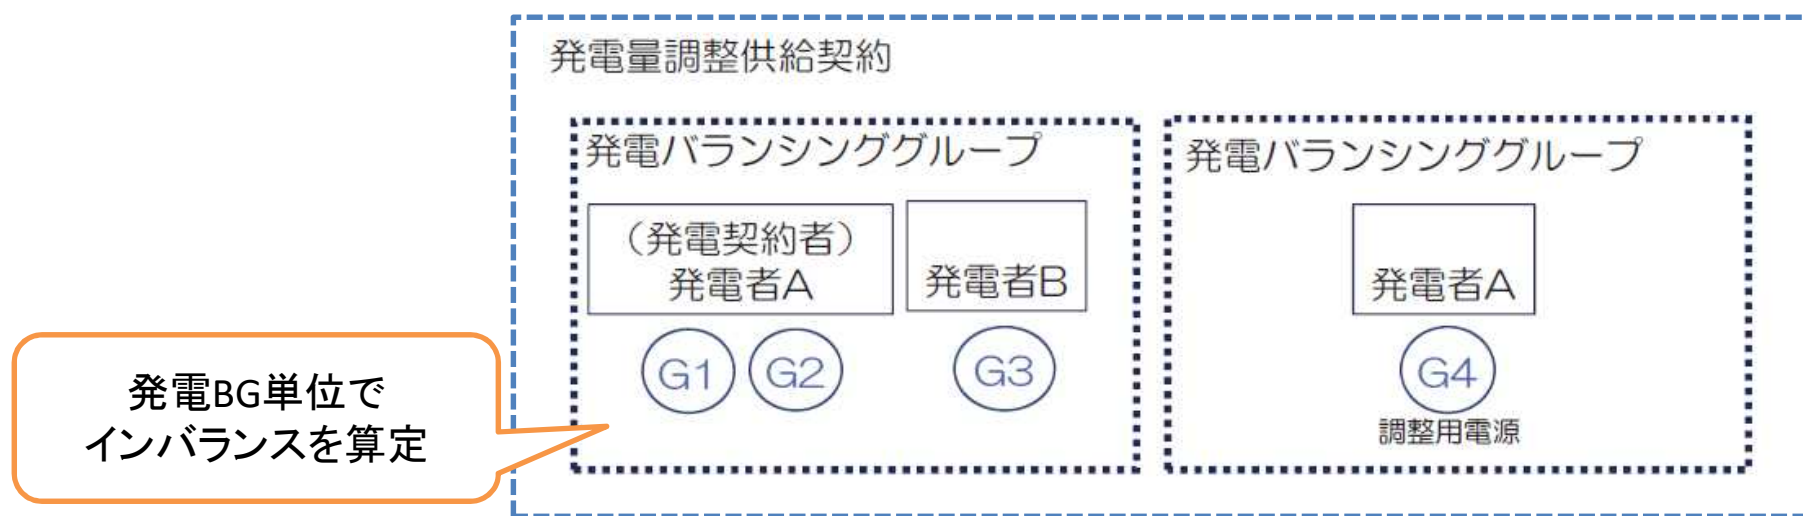 発電量調整供給契約
発電バランシンググループ
（発電契約者）
発電者A
発電者B
G1
G2
G3
発電バランシンググループ
発電者A
G4
調整用電源
発電BG単位で
インバランスを算定